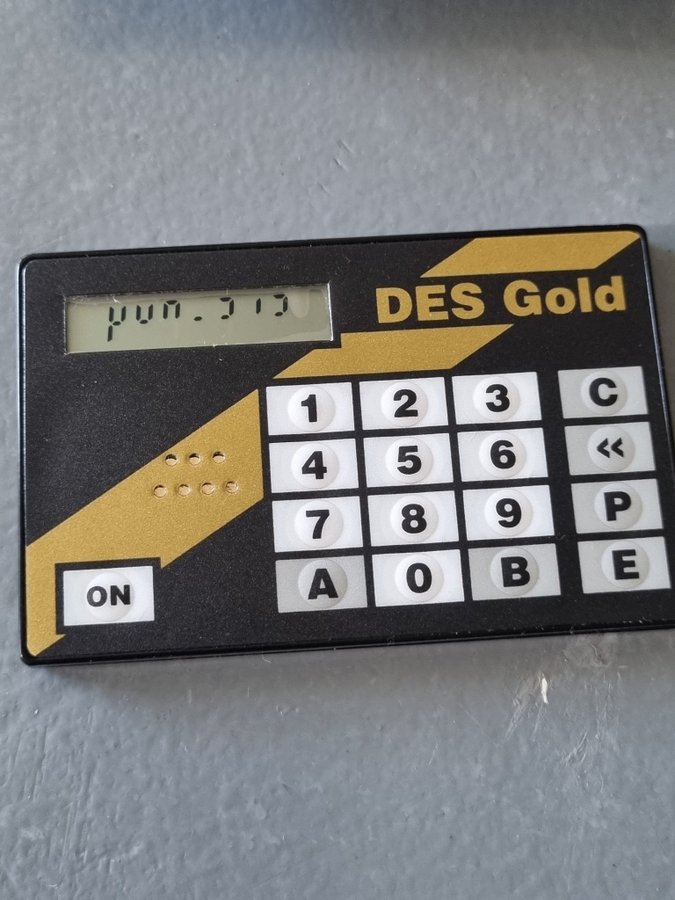 DES Gold
1 2 3 C
4 5 6 <<
7 8 9 P
A 0 B E
ON